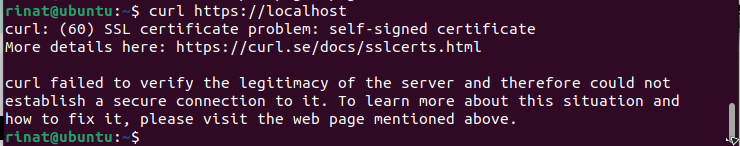 rinat@ubuntu:~$ curl https://localhost
curl: (60) SSL certificate problem: self-signed certificate
More details here: https://curl.se/docs/sslcerts.html
curl failed to verify the legitimacy of the server and therefore could not
establish a secure connection to it. To learn more about this situation and
how to fix it, please visit the web page mentioned above.
rinat@ubuntu:~$